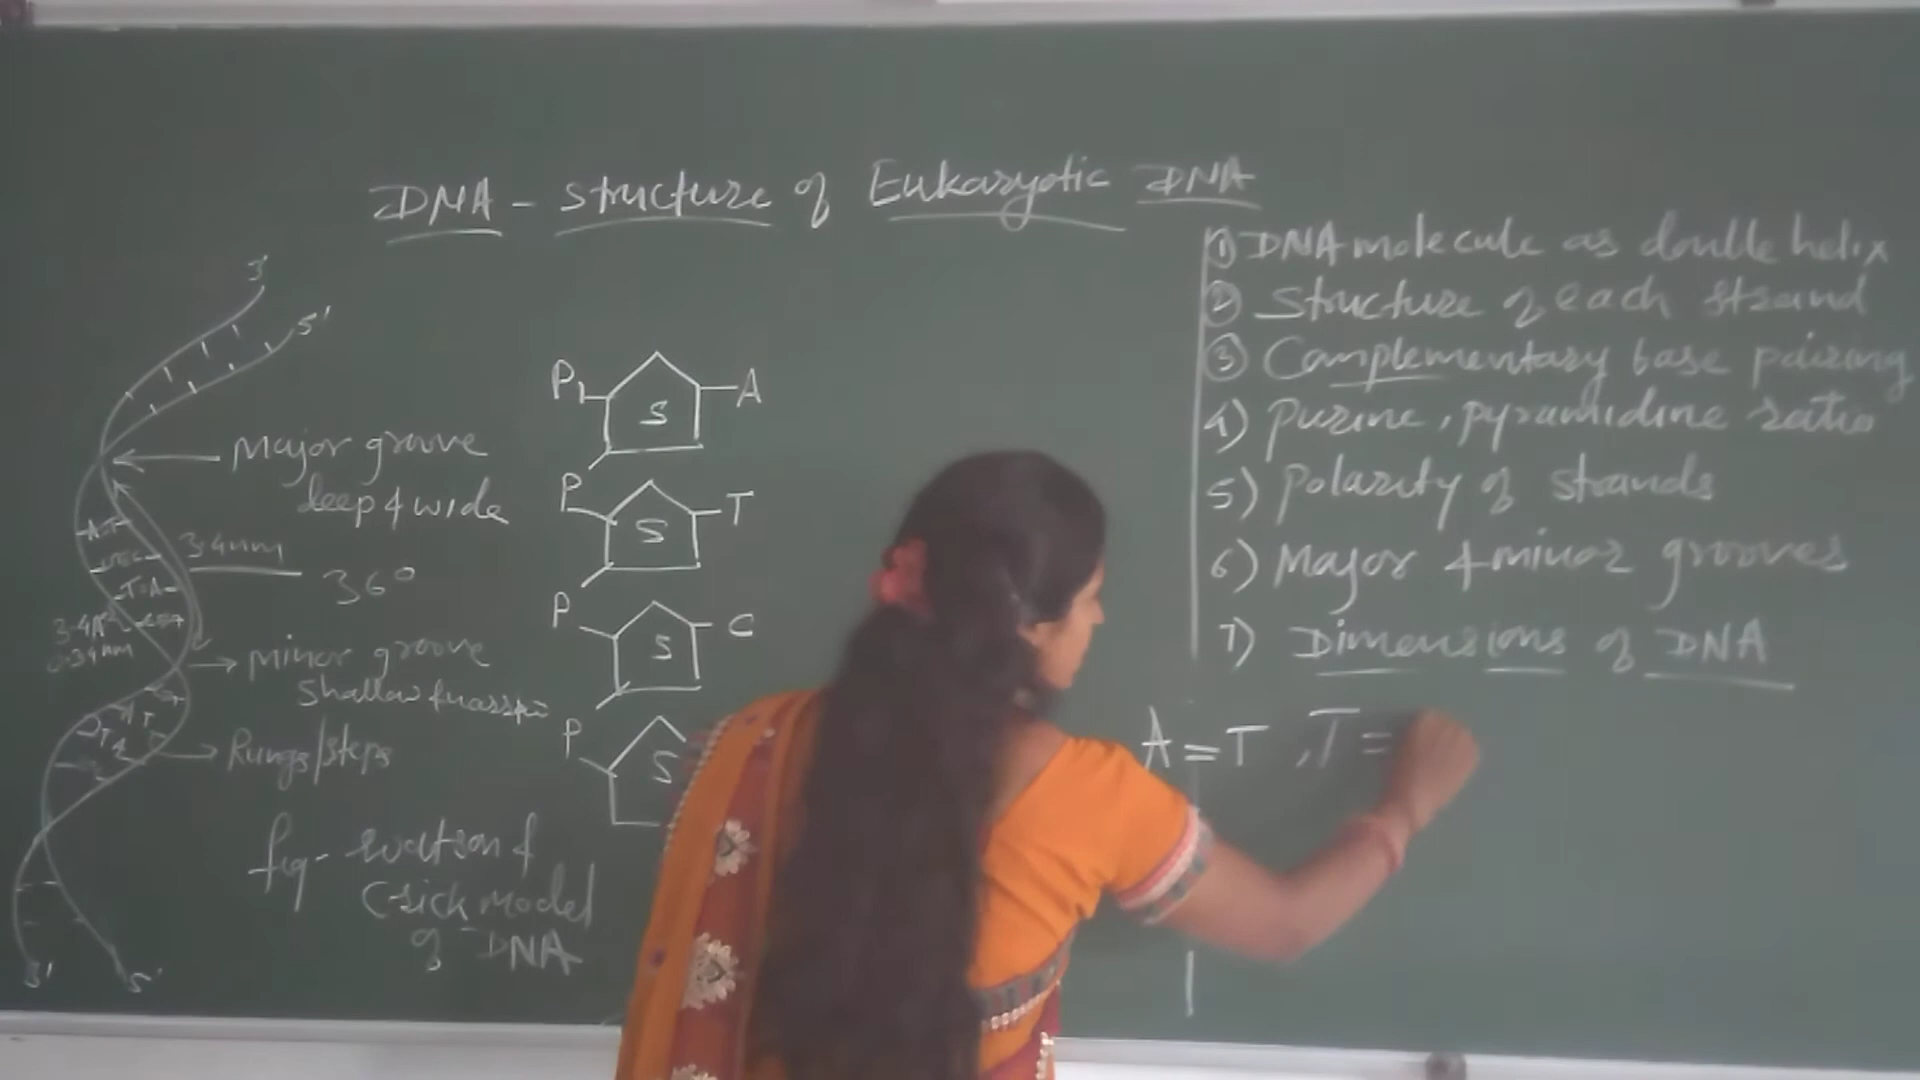 DNA - structure of Eukaryotic DNA
3'
5'
Major groove
deep & wide
3.4nm
36°
A-T
T-A
3.4A°
0.34nm
minor groove
shallow &
Rungs/steps
fig - watson &
Crick model
of DNA
3'
5'
P
S
A
P
S
T
P
S
C
P
S
① DNA molecule as double helix
② Structure of each strand
③ Complementary base pairing
4) purine, pyramidine ratio
5) polarity of strands
6) Major & minor grooves
7) Dimensions of DNA
A = T , T =